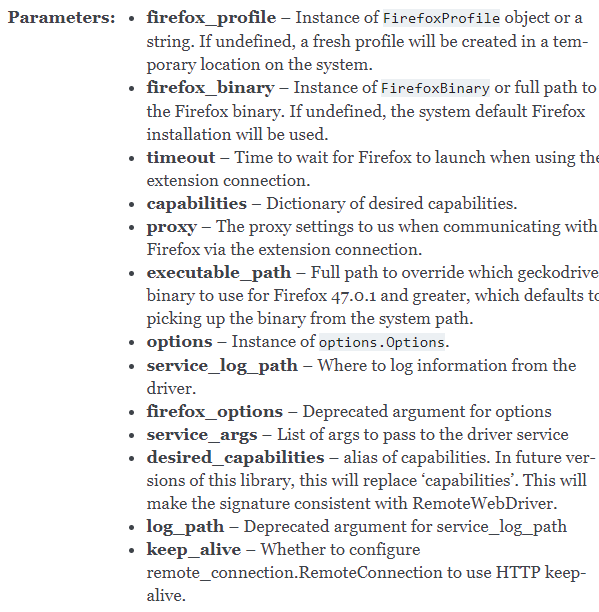 Parameters: • firefox_profile – Instance of FirefoxProfile object or a
string. If undefined, a fresh profile will be created in a tem-
porary location on the system.
• firefox_binary – Instance of FirefoxBinary or full path to
the Firefox binary. If undefined, the system default Firefox
installation will be used.
• timeout – Time to wait for Firefox to launch when using the
extension connection.
• capabilities – Dictionary of desired capabilities.
• proxy – The proxy settings to us when communicating with
Firefox via the extension connection.
• executable_path – Full path to override which geckodrive
binary to use for Firefox 47.0.1 and greater, which defaults to
picking up the binary from the system path.
• options – Instance of options.Options.
• service_log_path – Where to log information from the
driver.
• firefox_options – Deprecated argument for options
• service_args – List of args to pass to the driver service
• desired_capabilities – alias of capabilities. In future ver-
sions of this library, this will replace ‘capabilities’. This will
make the signature consistent with RemoteWebDriver.
• log_path – Deprecated argument for service_log_path
• keep_alive – Whether to configure
remote_connection.RemoteConnection to use HTTP keep-
alive.